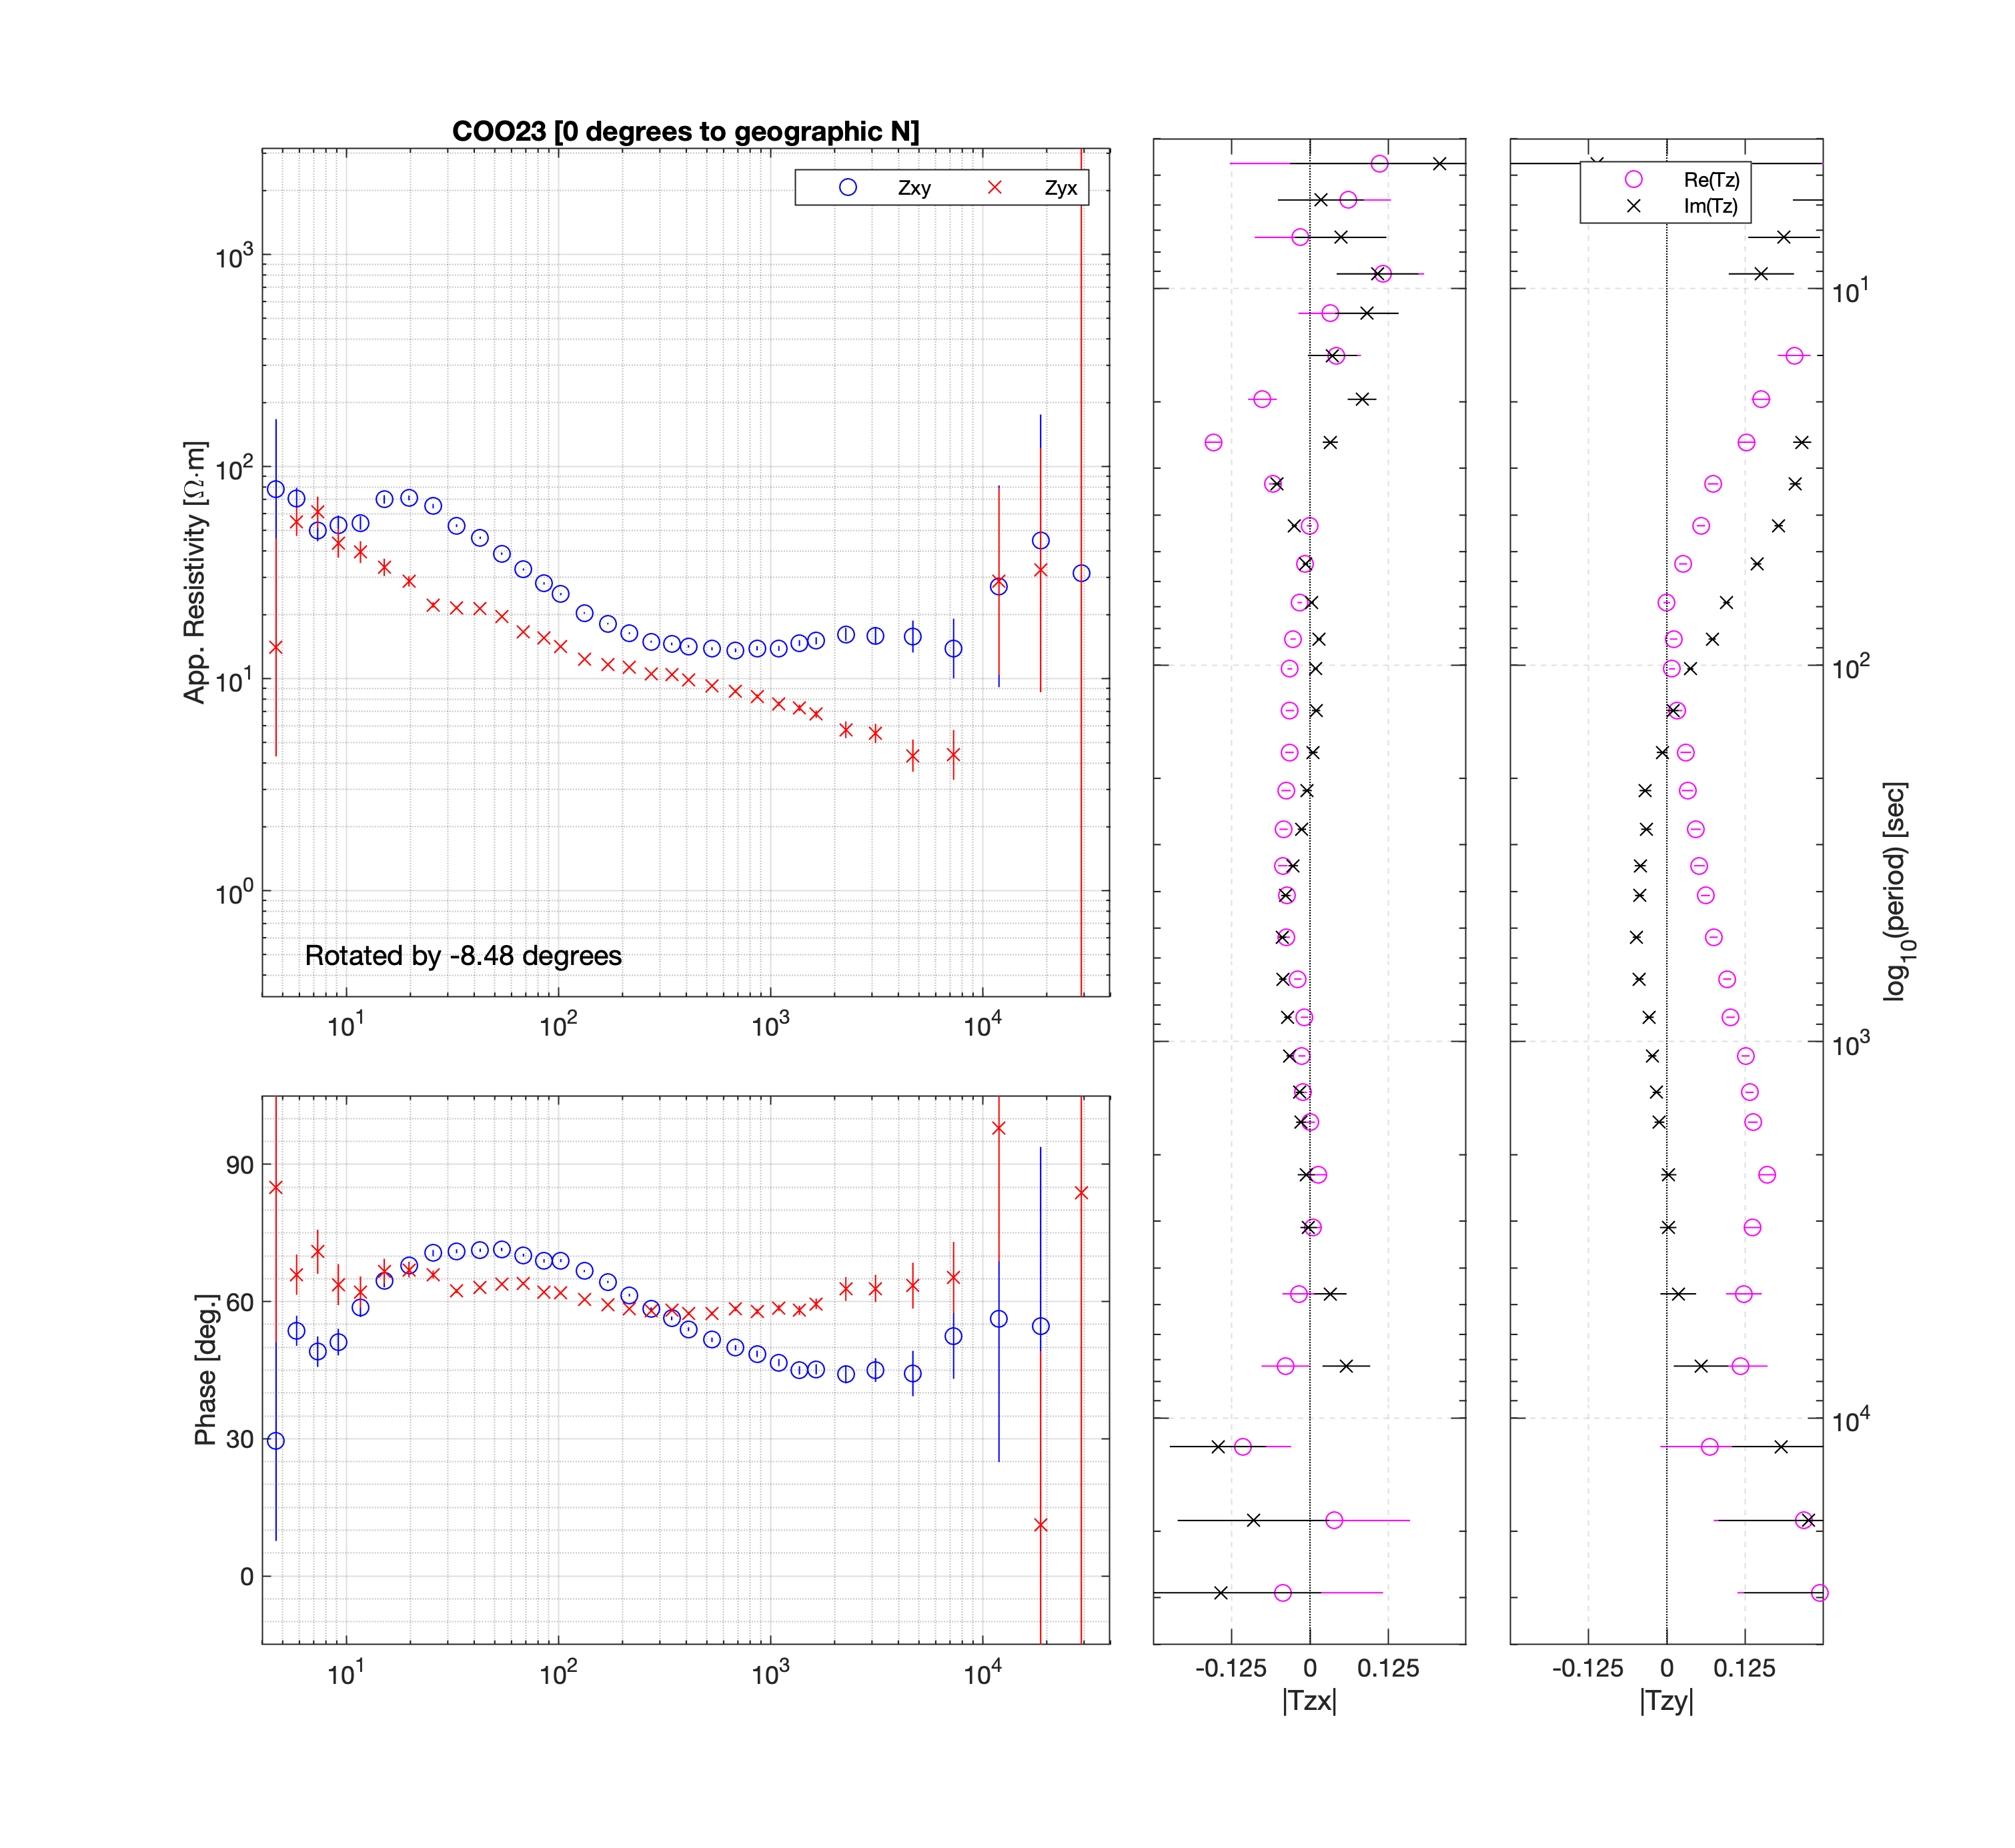 COO23 [0 degrees to geographic N]
Zxy Zyx
App. Resistivity [Ω·m]
10³
10²
10¹
10⁰
Rotated by -8.48 degrees
10¹ 10² 10³ 10⁴
Phase [deg.]
90
60
30
0
10¹ 10² 10³ 10⁴
-0.125 0 0.125
|Tzx|
Re(Tz)
Im(Tz)
10¹
10²
10³
10⁴
log₁₀(period) [sec]
-0.125 0 0.125
|Tzy|